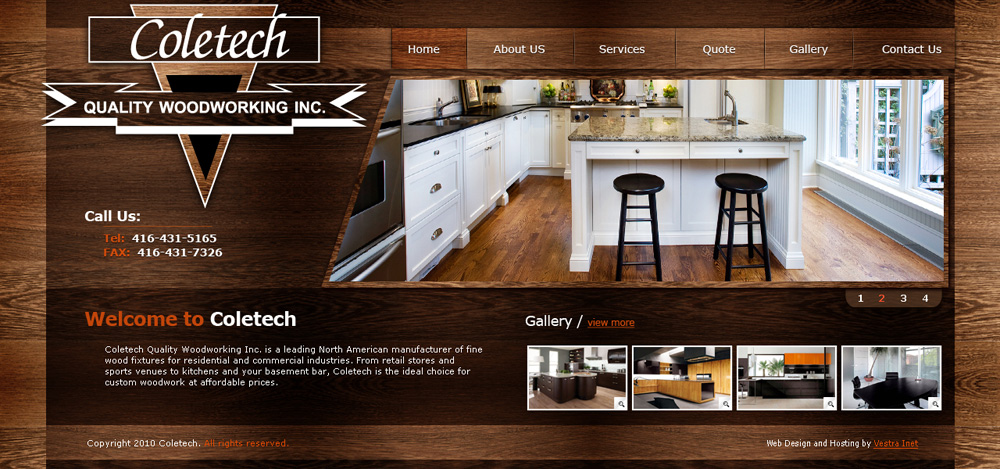 Coletech
QUALITY WOODWORKING INC.
Home About US Services Quote Gallery Contact Us
Call Us:
Tel: 416-431-5165
FAX: 416-431-7326
1 2 3 4
Welcome to Coletech
Coletech Quality Woodworking Inc. is a leading North American manufacturer of fine
wood fixtures for residential and commercial industries. From retail stores and
sports venues to kitchens and your basement bar, Coletech is the ideal choice for
custom woodwork at affordable prices.
Gallery / view more
Copyright 2010 Coletech. All rights reserved.
Web Design and Hosting by Vestra Inet